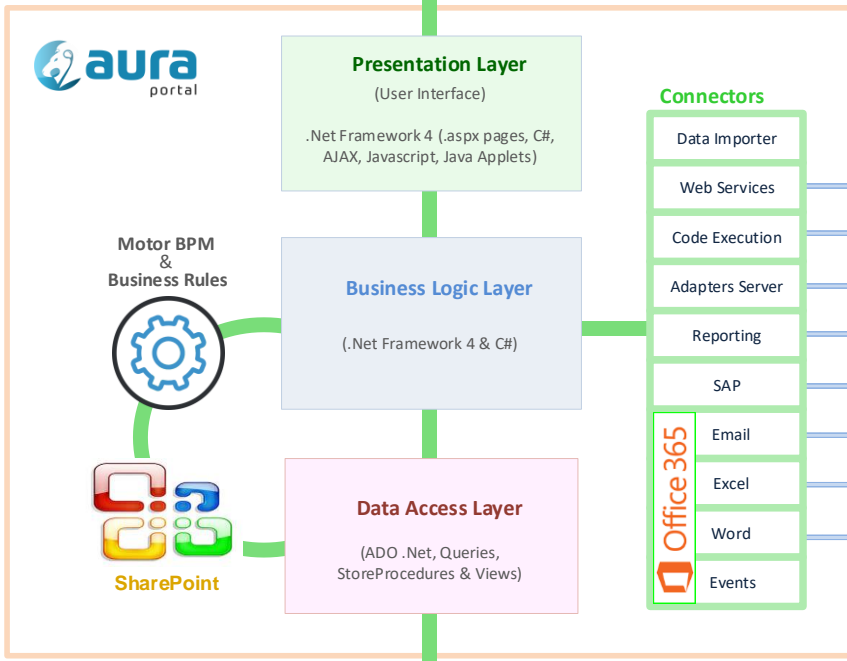 aura
portal
Presentation Layer
(User Interface)
.Net Framework 4 (.aspx pages, C#,
AJAX, Javascript, Java Applets)
Motor BPM
&
Business Rules
Business Logic Layer
(.Net Framework 4 & C#)
SharePoint
Data Access Layer
(ADO .Net, Queries,
StoreProcedures & Views)
Connectors
Data Importer
Web Services
Code Execution
Adapters Server
Reporting
SAP
Office 365
Email
Excel
Word
Events